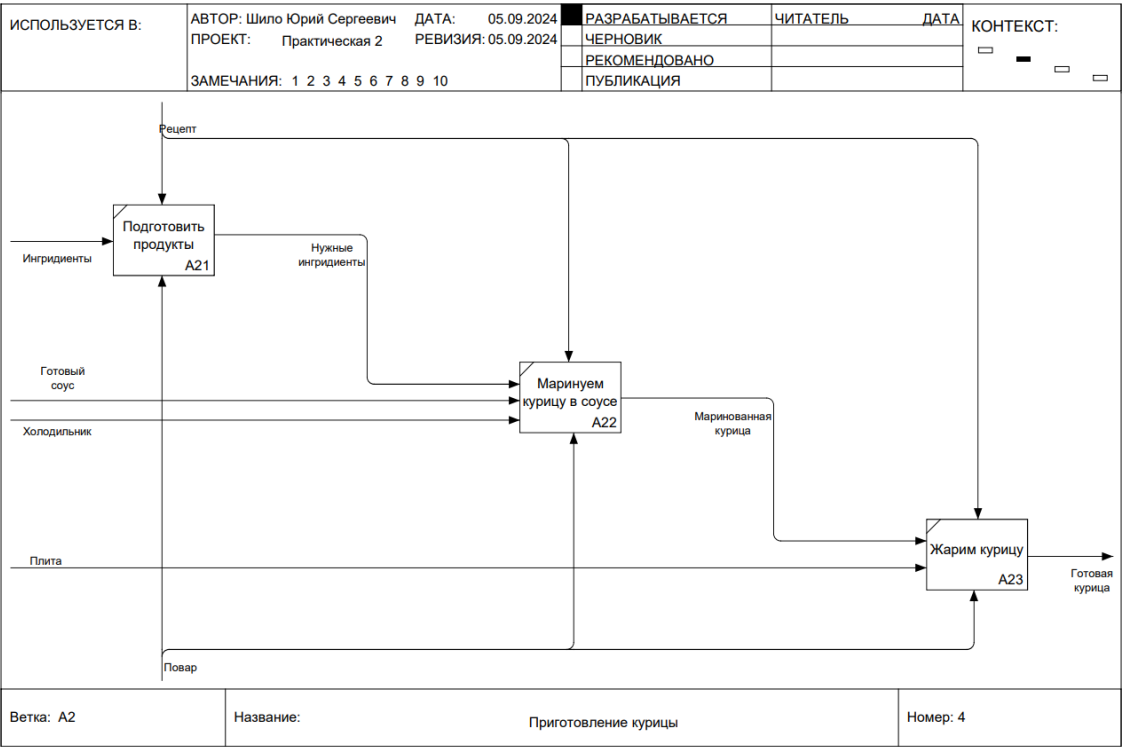 ИСПОЛЬЗУЕТСЯ В:
АВТОР: Шило Юрий Сергеевич ДАТА: 05.09.2024
ПРОЕКТ: Практическая 2 РЕВИЗИЯ: 05.09.2024
ЗАМЕЧАНИЯ: 1 2 3 4 5 6 7 8 9 10
РАЗРАБАТЫВАЕТСЯ
ЧЕРНОВИК
РЕКОМЕНДОВАНО
ПУБЛИКАЦИЯ
ЧИТАТЕЛЬ ДАТА
КОНТЕКСТ:
Рецепт
Подготовить
продукты
A21
Ингридиенты
Нужные
ингридиенты
Готовый
соус
Маринуем
курицу в соусе
A22
Холодильник
Маринованная
курица
Жарим курицу
A23
Плита
Готовая
курица
Повар
Ветка: A2
Название:
Приготовление курицы
Номер: 4